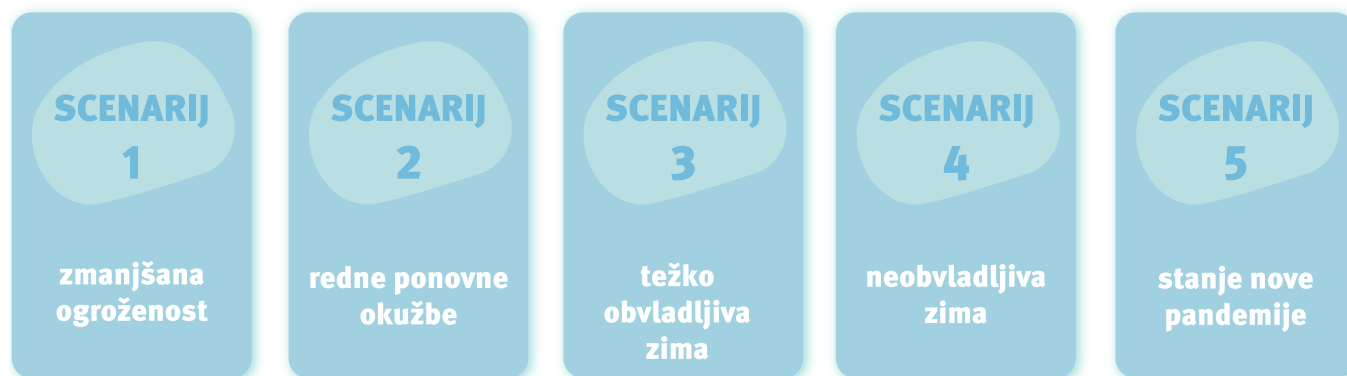 SCENARIJ
1
zmanjšana
ogroženost
SCENARIJ
2
redne ponovne
okužbe
SCENARIJ
3
težko
obvladljiva
zima
SCENARIJ
4
neobvladljiva
zima
SCENARIJ
5
stanje nove
pandemije